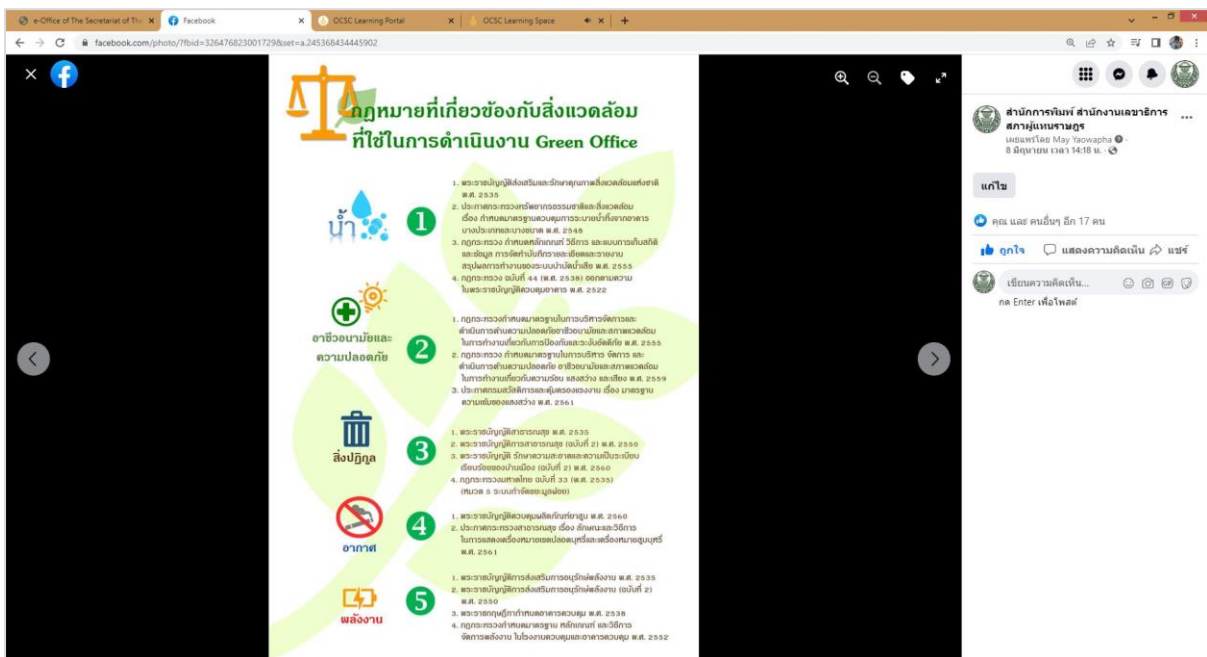 e-Office of The Secretariat of The
Facebook
OCSC Learning Portal
OCSC Learning Space
facebook.com/photo/?fbid=326476823001729&set=a.245368434445902
กฎหมายที่เกี่ยวข้องกับสิ่งแวดล้อม
ที่ใช้ในการดำเนินงาน Green Office
น้ำ
1
1. พระราชบัญญัติส่งเสริมและรักษาคุณภาพสิ่งแวดล้อมแห่งชาติ
พ.ศ. 2535
2. ประกาศกระทรวงทรัพยากรธรรมชาติและสิ่งแวดล้อม
เรื่อง กำหนดมาตรฐานควบคุมการระบายน้ำทิ้งจากอาคาร
บางประเภทและบางขนาด พ.ศ. 2548
3. กฎกระทรวง กำหนดหลักเกณฑ์ วิธีการ และแบบการเก็บสถิติ
และข้อมูล การจัดทำบันทึกรายละเอียดและรายงาน
สรุปผลการทำงานของระบบบำบัดน้ำเสีย พ.ศ. 2555
4. กฎกระทรวง ฉบับที่ 44 (พ.ศ. 2538) ออกตามความ
ในพระราชบัญญัติควบคุมอาคาร พ.ศ. 2522
อาชีวอนามัยและ
ความปลอดภัย
2
1. กฎกระทรวงกำหนดมาตรฐานในการบริหารจัดการและ
ดำเนินการด้านความปลอดภัยอาชีวอนามัยและสภาพแวดล้อม
ในการทำงานเกี่ยวกับการป้องกันและระงับอัคคีภัย พ.ศ. 2555
2. กฎกระทรวง กำหนดมาตรฐานในการบริหาร จัดการ และ
ดำเนินการด้านความปลอดภัย อาชีวอนามัยและสภาพแวดล้อม
ในการทำงานเกี่ยวกับความร้อน แสงสว่าง และเสียง พ.ศ. 2559
3. ประกาศกรมสวัสดิการและคุ้มครองแรงงาน เรื่อง มาตรฐาน
ความเข้มของแสงสว่าง พ.ศ. 2561
สิ่งปฏิกูล
3
1. พระราชบัญญัติสาธารณสุข พ.ศ. 2535
2. พระราชบัญญัติการสาธารณสุข (ฉบับที่ 2) พ.ศ. 2550
3. พระราชบัญญัติ รักษาความสะอาดและความเป็นระเบียบ
เรียบร้อยของบ้านเมือง (ฉบับที่ 2) พ.ศ. 2560
4. กฎกระทรวงมหาดไทย ฉบับที่ 33 (พ.ศ. 2535)
(หมวด 5 ระบบกำจัดขยะมูลฝอย)
อากาศ
4
1. พระราชบัญญัติควบคุมผลิตภัณฑ์ยาสูบ พ.ศ. 2560
2. ประกาศกระทรวงสาธารณสุข เรื่อง ลักษณะและวิธีการ
ในการแสดงเครื่องหมายเขตปลอดบุหรี่และเครื่องหมายสูบบุหรี่
พ.ศ. 2561
พลังงาน
5
1. พระราชบัญญัติการส่งเสริมการอนุรักษ์พลังงาน พ.ศ. 2535
2. พระราชบัญญัติการส่งเสริมการอนุรักษ์พลังงาน (ฉบับที่ 2)
พ.ศ. 2550
3. พระราชกฤษฎีกากำหนดอาคารควบคุม พ.ศ. 2538
4. กฎกระทรวงกำหนดมาตรฐาน หลักเกณฑ์ และวิธีการ
จัดการพลังงาน ในโรงงานควบคุมและอาคารควบคุม พ.ศ. 2552
สำนักการพิมพ์ สำนักงานเลขาธิการ
สภาผู้แทนราษฎร
เผยแพร่โดย May Yaowapha
8 มิถุนายน เวลา 14:18 น.
แก้ไข
คุณ และ คนอื่นๆ อีก 17 คน
ถูกใจ แสดงความคิดเห็น แชร์
เขียนความคิดเห็น...
กด Enter เพื่อโพสต์